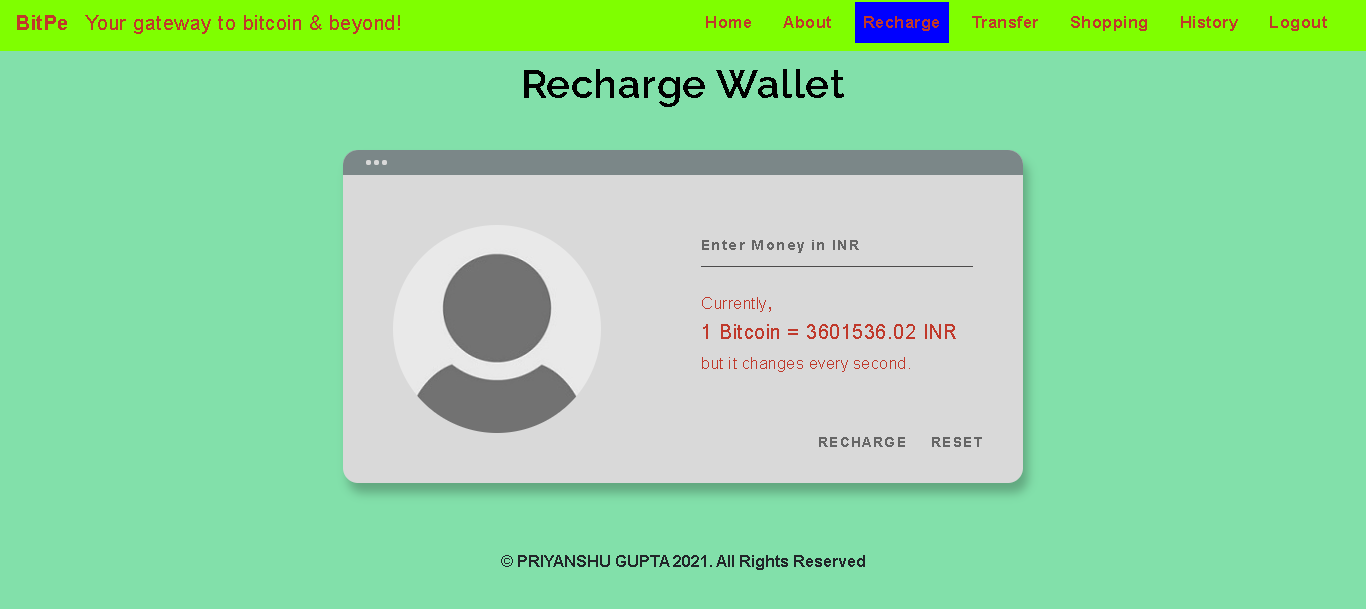 BitPe Your gateway to bitcoin & beyond! Home About Recharge Transfer Shopping History Logout
Recharge Wallet
Enter Money in INR
Currently,
1 Bitcoin = 3601536.02 INR
but it changes every second.
RECHARGE RESET
© PRIYANSHU GUPTA 2021. All Rights Reserved